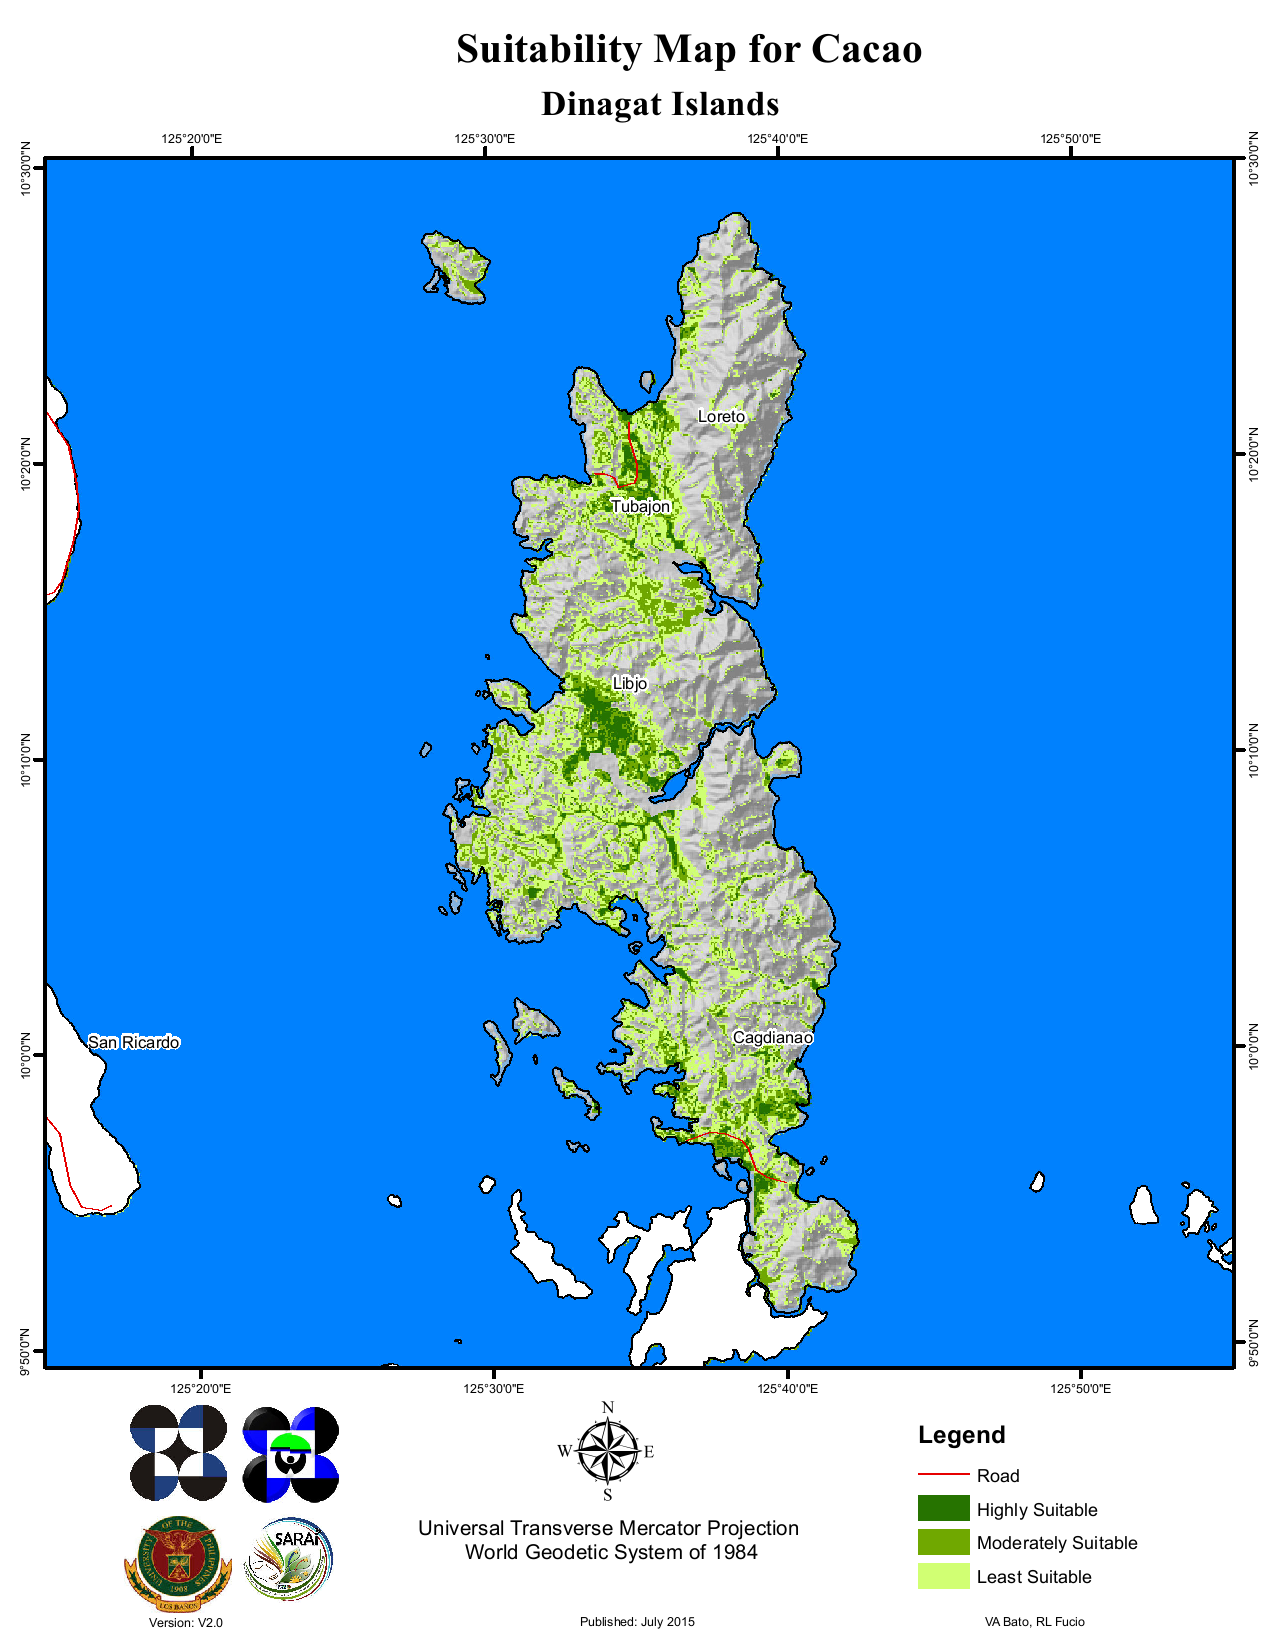 Suitability Map for Cacao
Dinagat Islands
125°20'0"E 125°30'0"E 125°40'0"E 125°50'0"E
10°30'0"N 10°30'0"N
Loreto
10°20'0"N 10°20'0"N
Tubajon
Libjo
10°10'0"N 10°10'0"N
San Ricardo
Cagdianao
10°0'0"N 10°0'0"N
9°50'0"N 9°50'0"N
125°20'0"E 125°30'0"E 125°40'0"E 125°50'0"E
N
W E
S
Legend
Road
Highly Suitable
Moderately Suitable
Least Suitable
Universal Transverse Mercator Projection
World Geodetic System of 1984
UNIVERSITY OF THE PHILIPPINES
1908
LOS BAÑOS
SARAI
Version: V2.0
Published: July 2015
VA Bato, RL Fucio